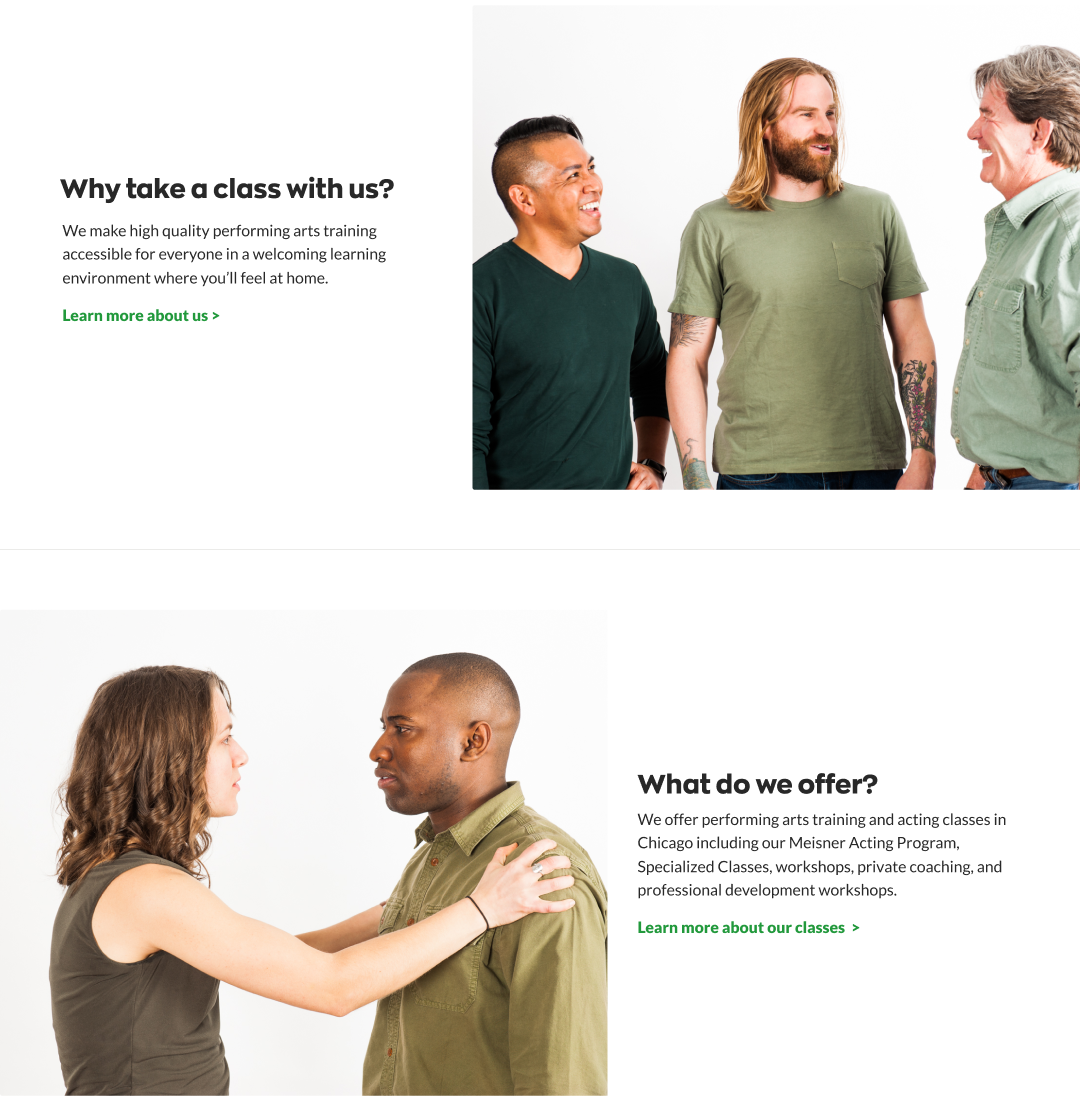 Why take a class with us?
We make high quality performing arts training
accessible for everyone in a welcoming learning
environment where you’ll feel at home.
Learn more about us >
What do we offer?
We offer performing arts training and acting classes in
Chicago including our Meisner Acting Program,
Specialized Classes, workshops, private coaching, and
professional development workshops.
Learn more about our classes >